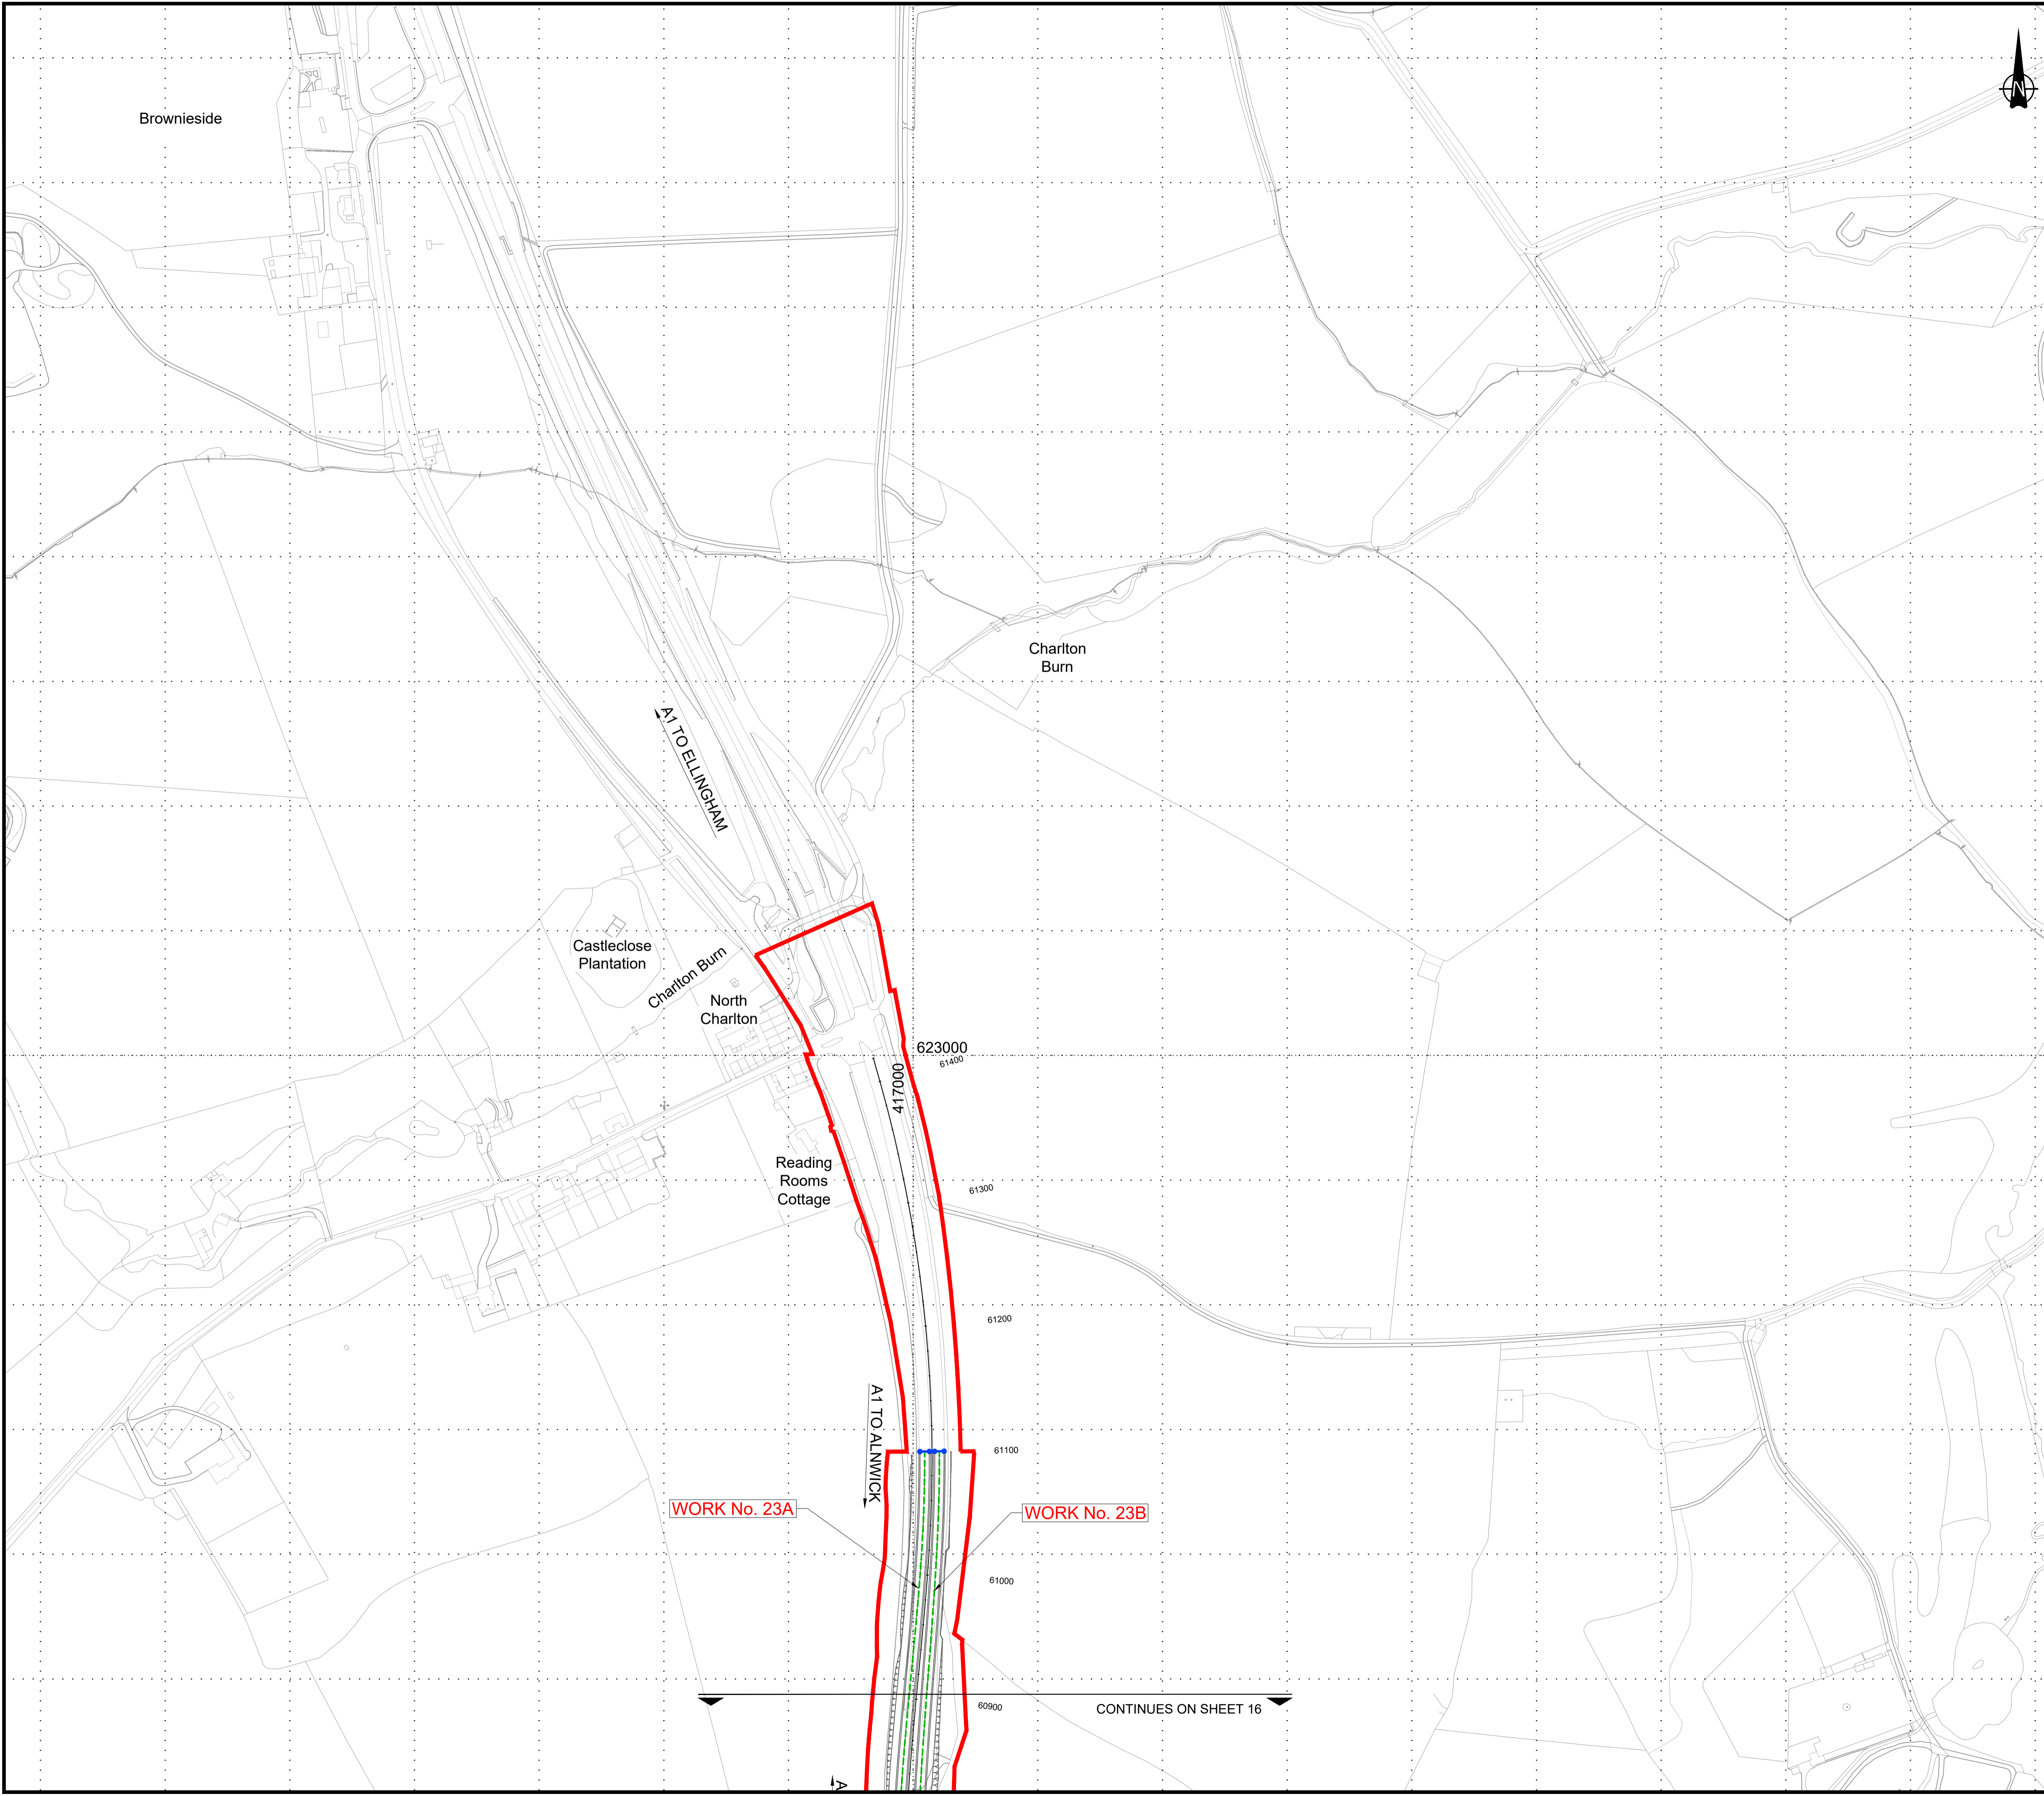 Brownieside
N
Charlton
Burn
A1 TO ELLINGHAM
Castleclose
Plantation
Charlton Burn
North
Charlton
623000
61400
417000
Reading
Rooms
Cottage
61300
61200
A1 TO ALNWICK
61100
WORK No. 23A
WORK No. 23B
61000
60900
CONTINUES ON SHEET 16
A